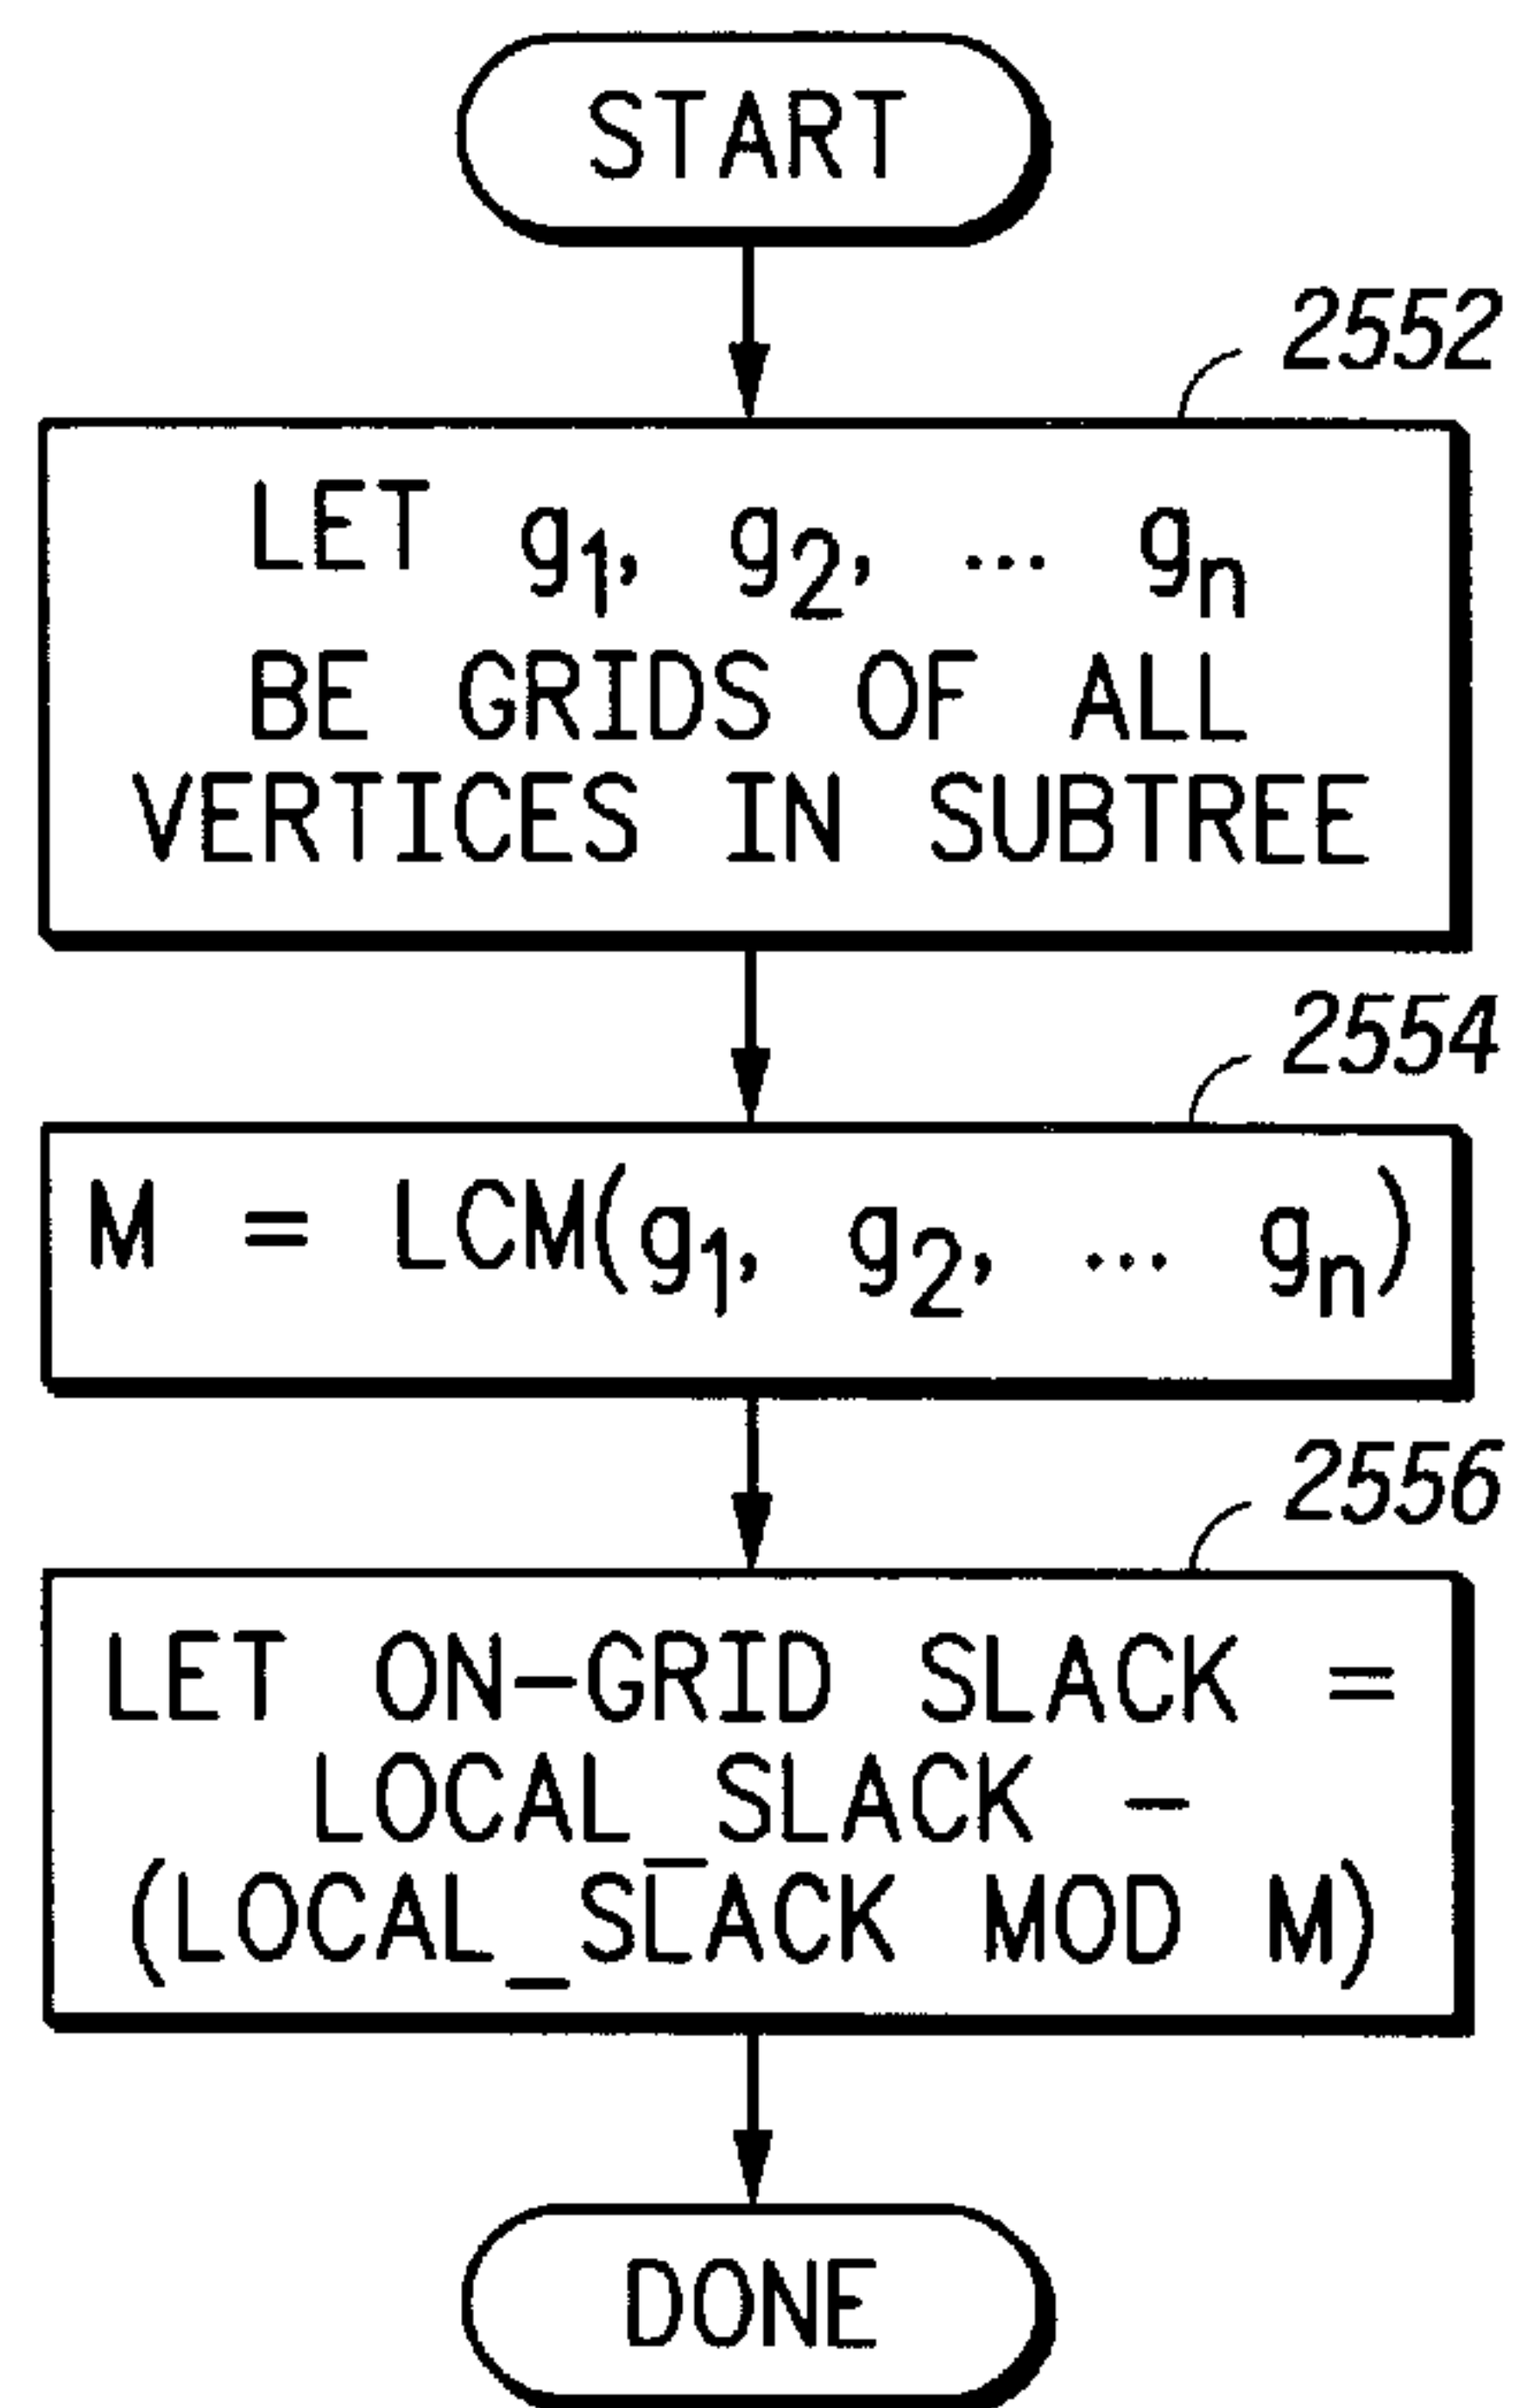 START
2552
LET g₁, g₂, ... gₙ
BE GRIDS OF ALL
VERTICES IN SUBTREE
2554
M = LCM(g₁, g₂, ... gₙ)
2556
LET ON-GRID SLACK =
LOCAL_SLACK -
(LOCAL_SLACK MOD M)
DONE